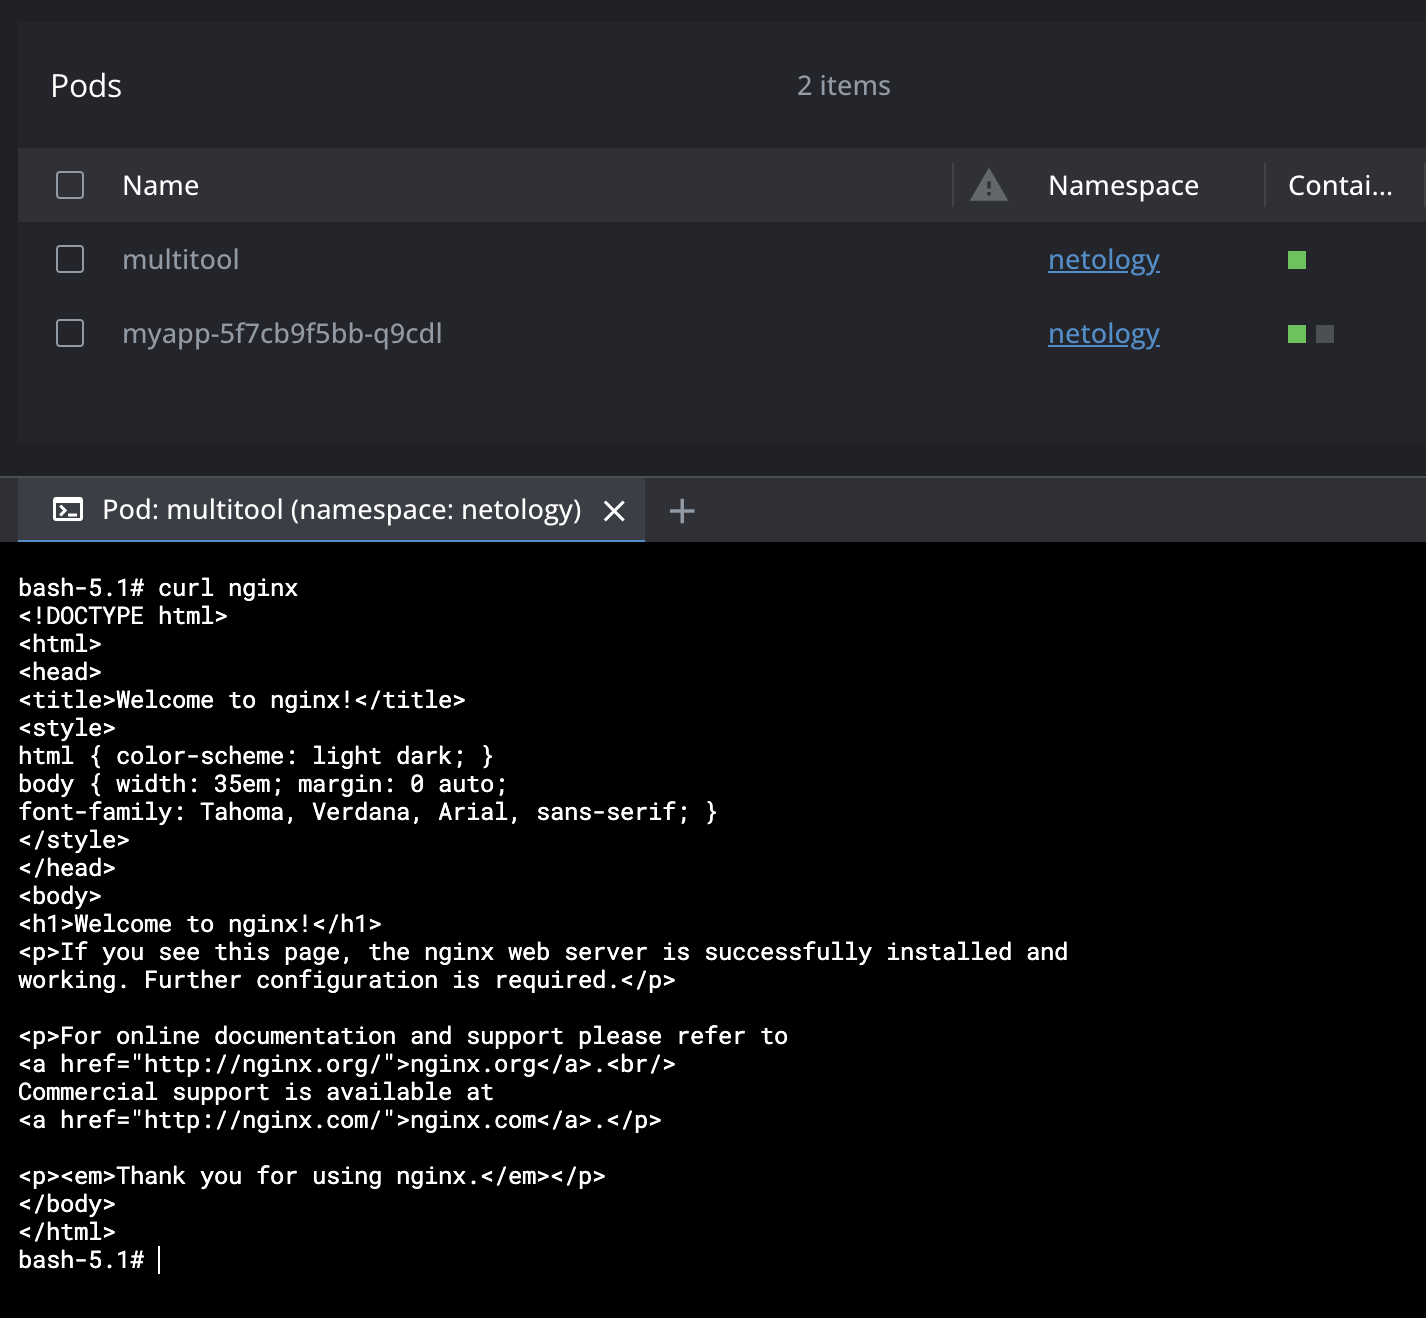 Pods
2 items
Name
Namespace
Contai...
multitool
netology
myapp-5f7cb9f5bb-q9cdl
netology
Pod: multitool (namespace: netology)
bash-5.1# curl nginx
<!DOCTYPE html>
<html>
<head>
<title>Welcome to nginx!</title>
<style>
html { color-scheme: light dark; }
body { width: 35em; margin: 0 auto;
font-family: Tahoma, Verdana, Arial, sans-serif; }
</style>
</head>
<body>
<h1>Welcome to nginx!</h1>
<p>If you see this page, the nginx web server is successfully installed and
working. Further configuration is required.</p>

<p>For online documentation and support please refer to
<a href="http://nginx.org/">nginx.org</a>.<br/>
Commercial support is available at
<a href="http://nginx.com/">nginx.com</a>.</p>

<p><em>Thank you for using nginx.</em></p>
</body>
</html>
bash-5.1#